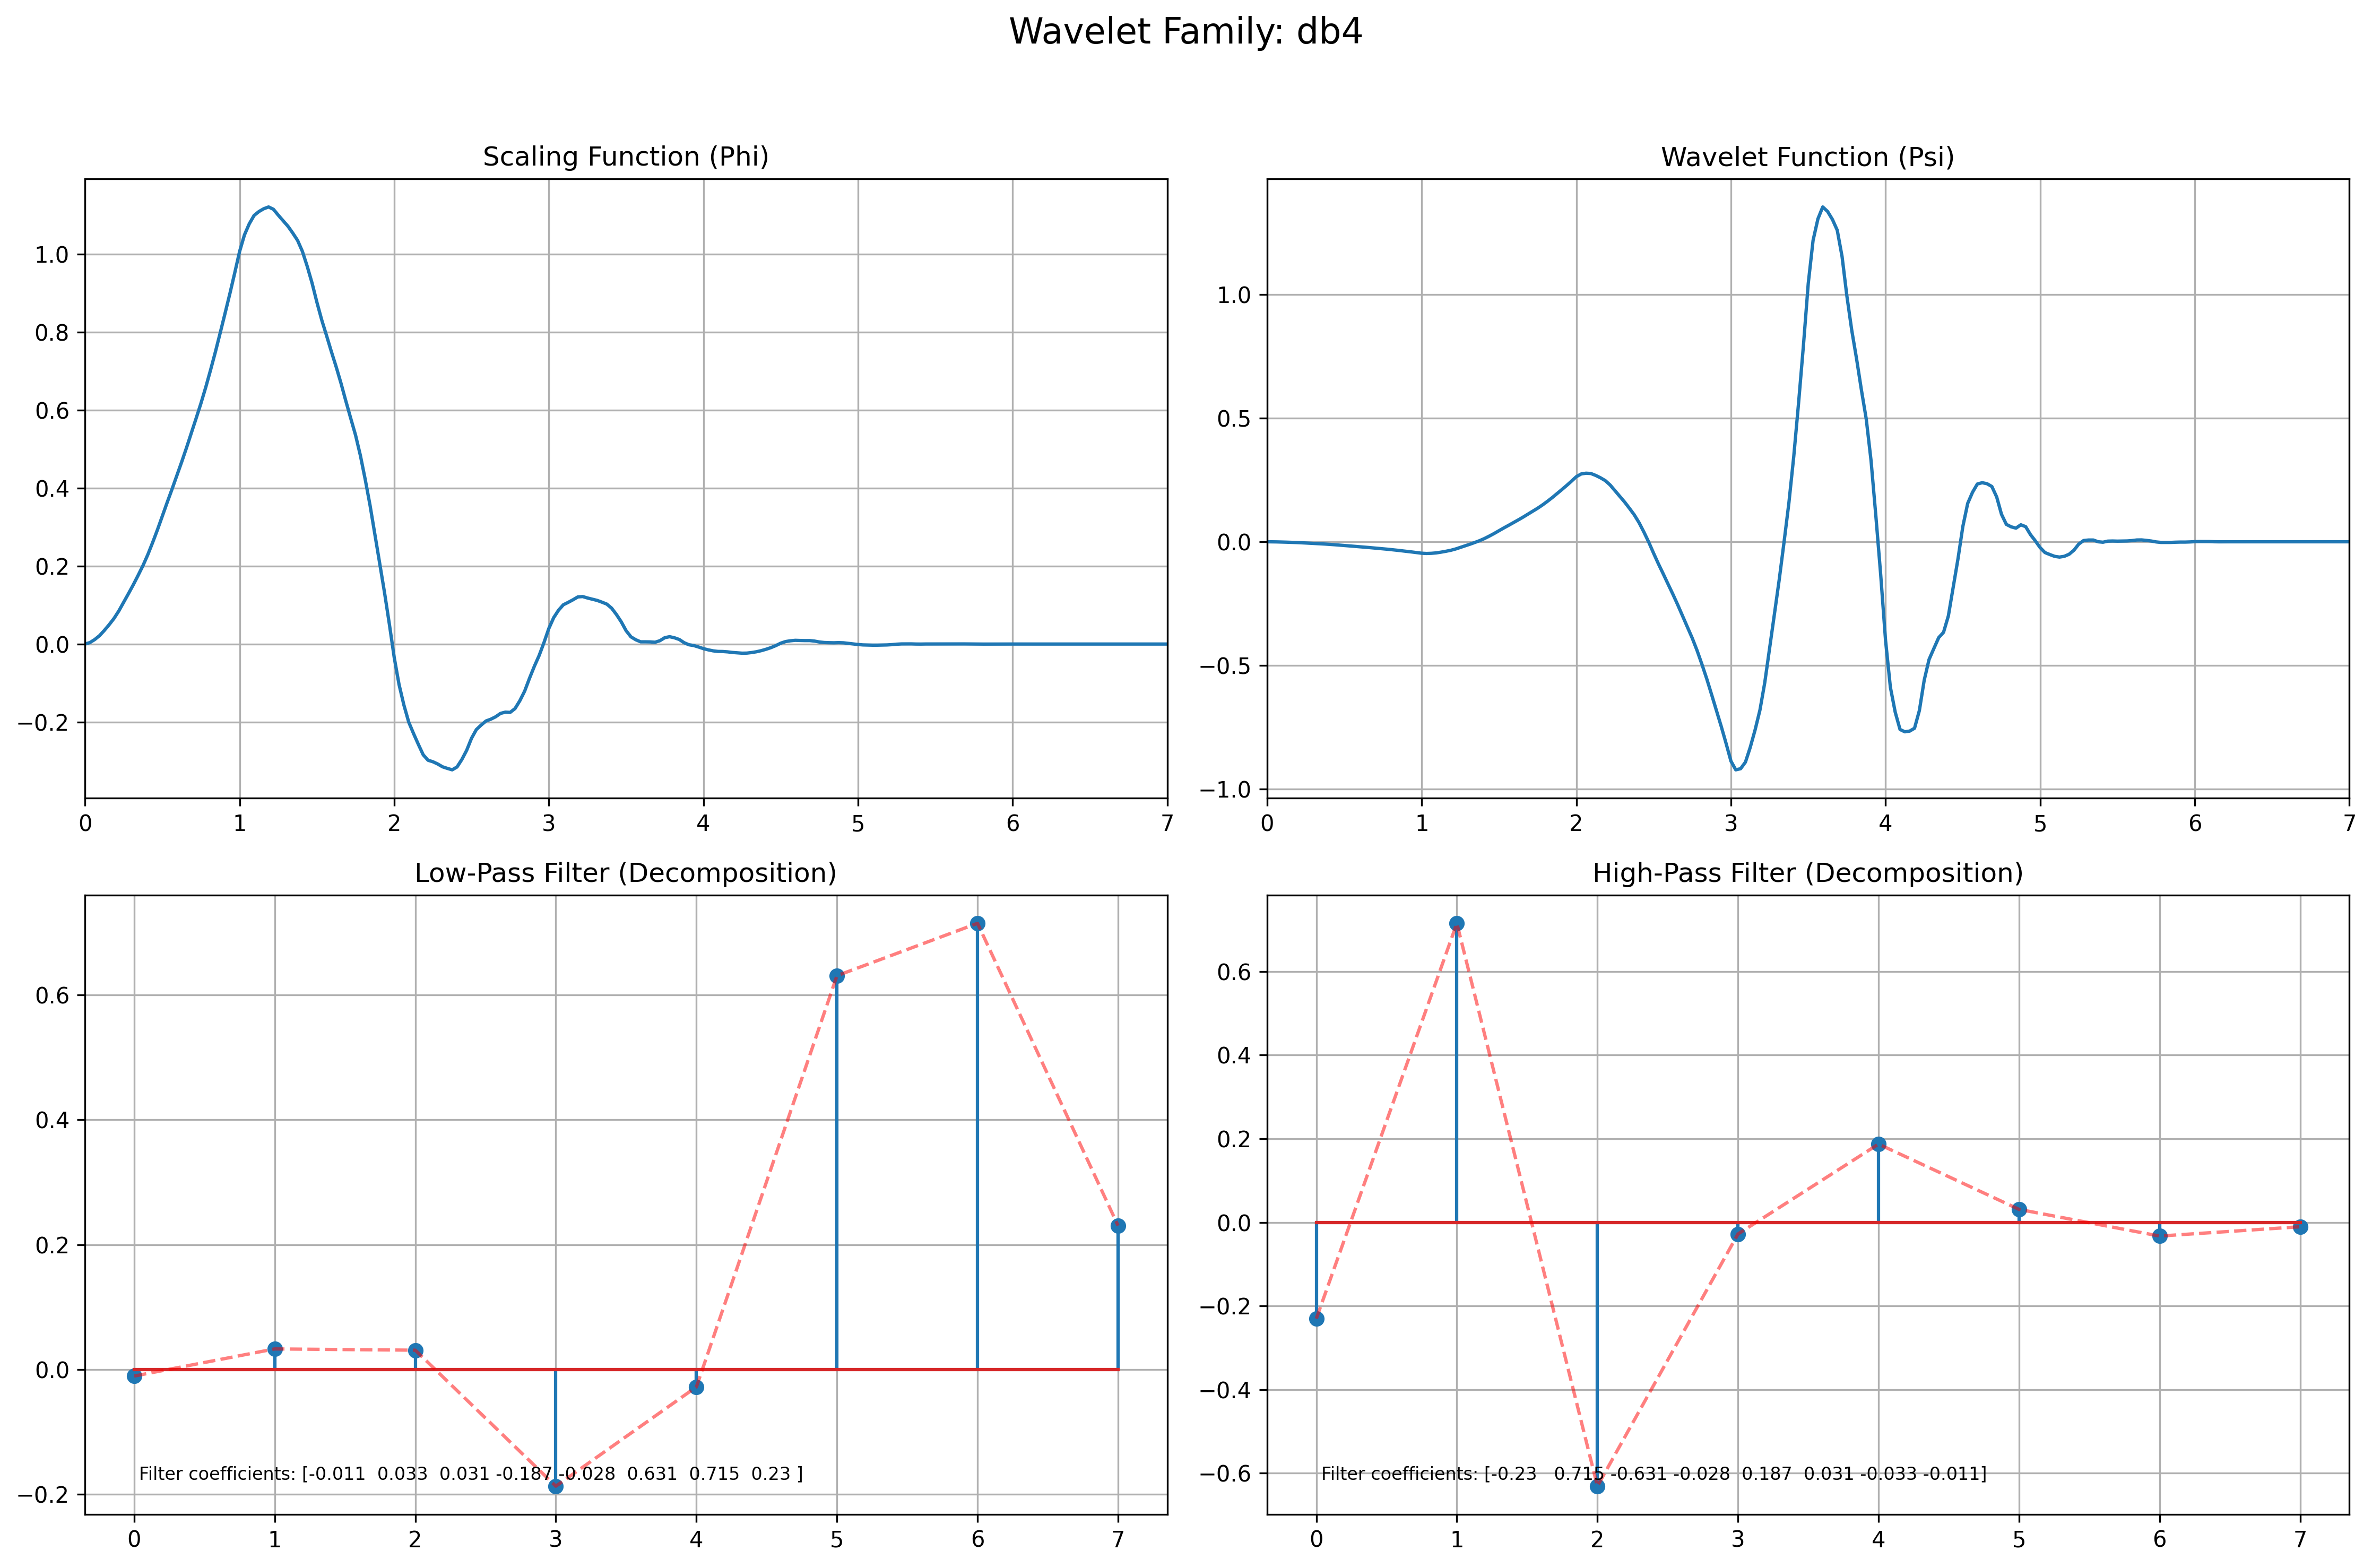 Wavelet Family: db4
Scaling Function (Phi)
1.0
0.8
0.6
0.4
0.2
0.0
−0.2
0 1 2 3 4 5 6 7
Wavelet Function (Psi)
1.0
0.5
0.0
−0.5
−1.0
0 1 2 3 4 5 6 7
Low-Pass Filter (Decomposition)
0.6
0.4
0.2
0.0
−0.2
Filter coefficients: [-0.011  0.033  0.031 -0.187 -0.028  0.631  0.715  0.23 ]
0 1 2 3 4 5 6 7
High-Pass Filter (Decomposition)
0.6
0.4
0.2
0.0
−0.2
−0.4
−0.6
Filter coefficients: [-0.23   0.715 -0.631 -0.028  0.187  0.031 -0.033 -0.011]
0 1 2 3 4 5 6 7